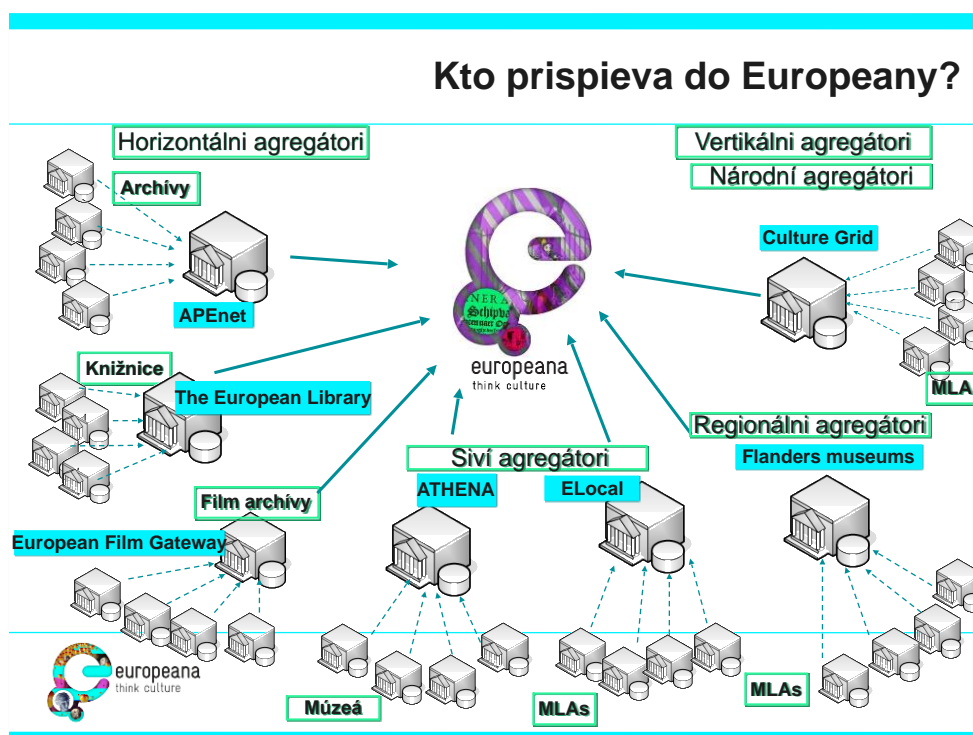 Kto prispieva do Europeany?
Horizontálni agregátori
Vertikálni agregátori
Národní agregátori
Archívy
APEnet
Culture Grid
MLA
NER A
Schipva
europeana
think culture
Knižnice
The European Library
Regionálni agregátori
Flanders museums
Siví agregátori
ATHENA
ELocal
Film archívy
European Film Gateway
europeana
think culture
Múzeá
MLAs
MLAs